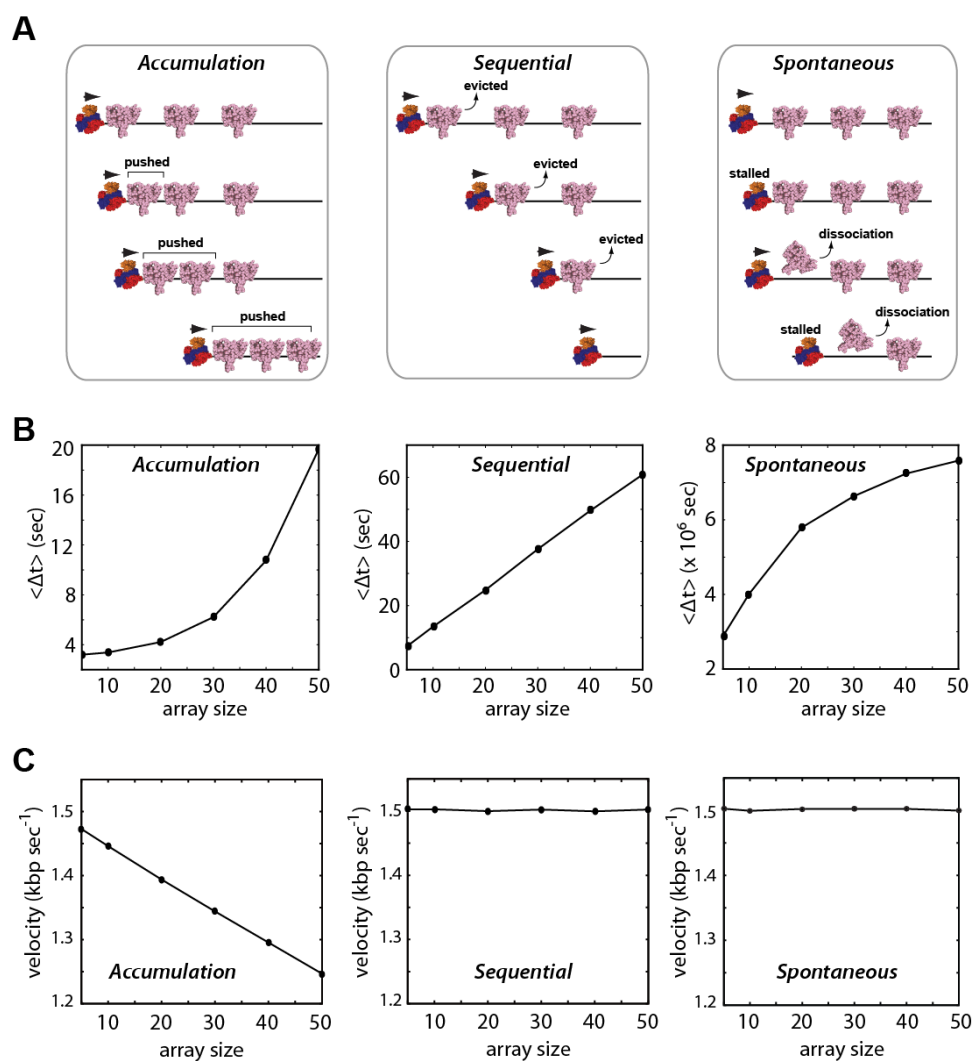 A
Accumulation
pushed
pushed
pushed
Sequential
evicted
evicted
evicted
Spontaneous
stalled
dissociation
stalled
dissociation
B
Accumulation
<Δt> (sec)
20
16
12
8
4
10 20 30 40 50
array size
Sequential
<Δt> (sec)
60
40
20
0
10 20 30 40 50
array size
Spontaneous
<Δt> (x 10⁶ sec)
8
6
4
2
10 20 30 40 50
array size
C
velocity (kbp sec⁻¹)
1.5
1.4
1.3
1.2
Accumulation
10 20 30 40 50
array size
velocity (kbp sec⁻¹)
1.5
1.4
1.3
1.2
Sequential
10 20 30 40 50
array size
velocity (kbp sec⁻¹)
1.5
1.4
1.3
1.2
Spontaneous
10 20 30 40 50
array size